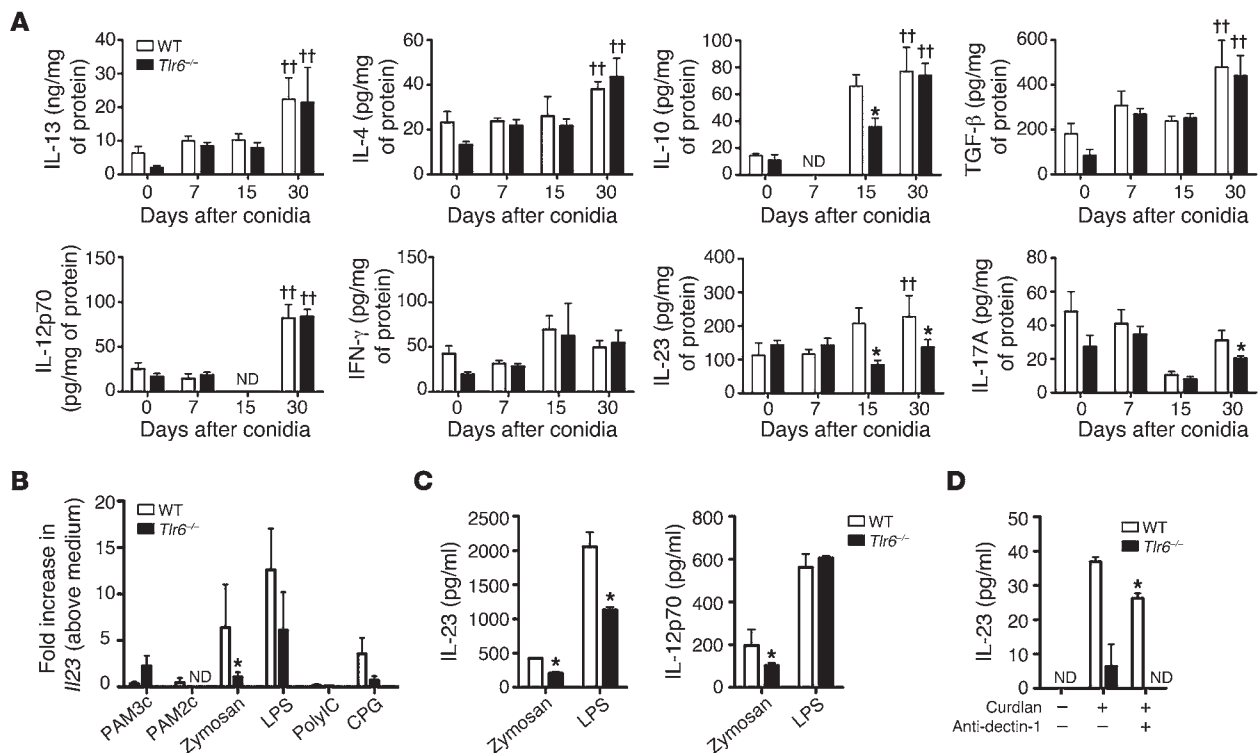 A
IL-13 (ng/mg
of protein)
40
30
20
10
0
WT
Tlr6–/–
†† ††
0 7 15 30
Days after conidia
IL-4 (pg/mg
of protein)
60
40
20
0
†† ††
0 7 15 30
Days after conidia
IL-10 (pg/mg
of protein)
100
80
60
40
20
0
ND
*
†† ††
0 7 15 30
Days after conidia
TGF-β (pg/mg
of protein)
600
400
200
0
†† ††
0 7 15 30
Days after conidia
IL-12p70
(pg/mg of protein)
150
100
50
0
ND
†† ††
0 7 15 30
Days after conidia
IFN-γ (pg/mg
of protein)
150
100
50
0
0 7 15 30
Days after conidia
IL-23 (pg/mg
of protein)
400
300
200
100
0
*
††
*
0 7 15 30
Days after conidia
IL-17A (pg/mg
of protein)
80
60
40
20
0
*
0 7 15 30
Days after conidia
B
Fold increase in
Il23 (above medium)
20
15
10
5
0
WT
Tlr6–/–
ND
*
PAM3c PAM2c Zymosan LPS PolyIC CPG
C
IL-23 (pg/ml)
2500
2000
1500
1000
500
0
*
*
Zymosan LPS
IL-12p70 (pg/ml)
800
600
400
200
0
WT
Tlr6–/–
*
Zymosan LPS
D
IL-23 (pg/ml)
50
40
30
20
10
0
WT
Tlr6–/–
ND
*
ND
Curdlan – + +
Anti-dectin-1 – – +